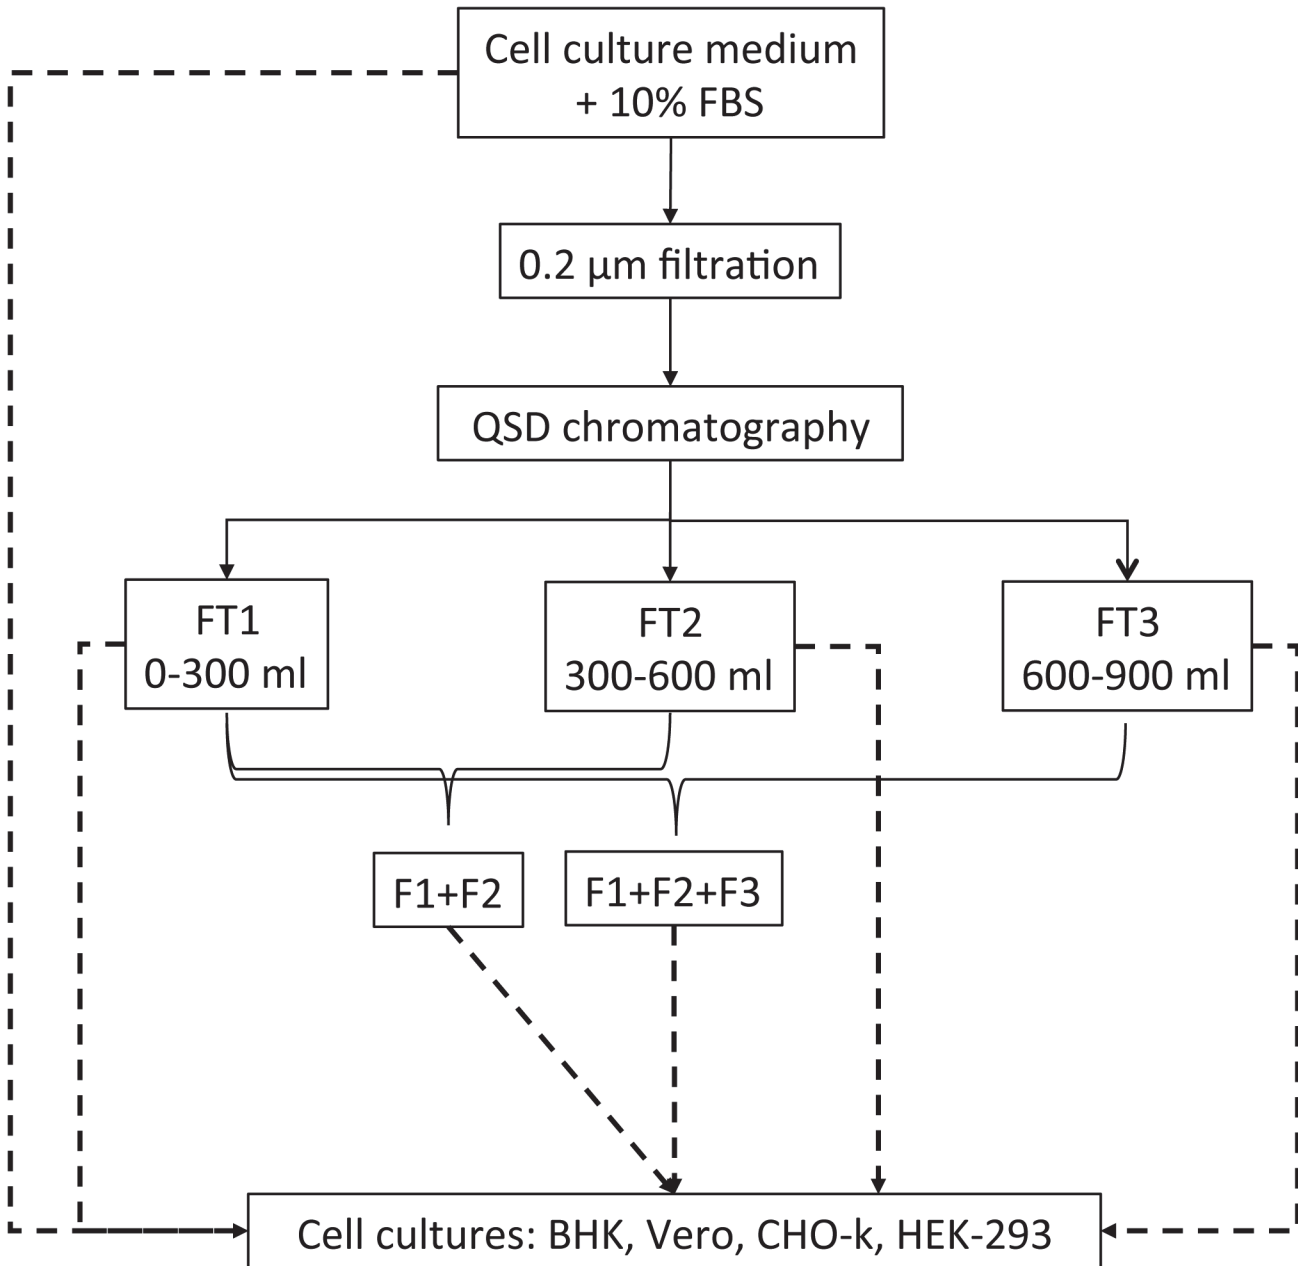 Cell culture medium
+ 10% FBS
0.2 µm filtration
QSD chromatography
FT1
0-300 ml
FT2
300-600 ml
FT3
600-900 ml
F1+F2
F1+F2+F3
Cell cultures: BHK, Vero, CHO-k, HEK-293